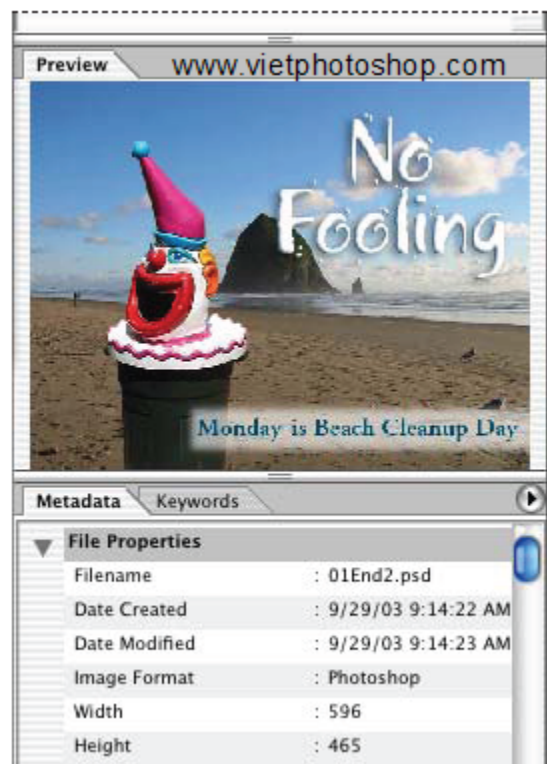 Preview www.vietphotoshop.com
No
Fooling
Monday is Beach Cleanup Day
Metadata Keywords
File Properties
Filename : 01End2.psd
Date Created : 9/29/03 9:14:22 AM
Date Modified : 9/29/03 9:14:23 AM
Image Format : Photoshop
Width : 596
Height : 465